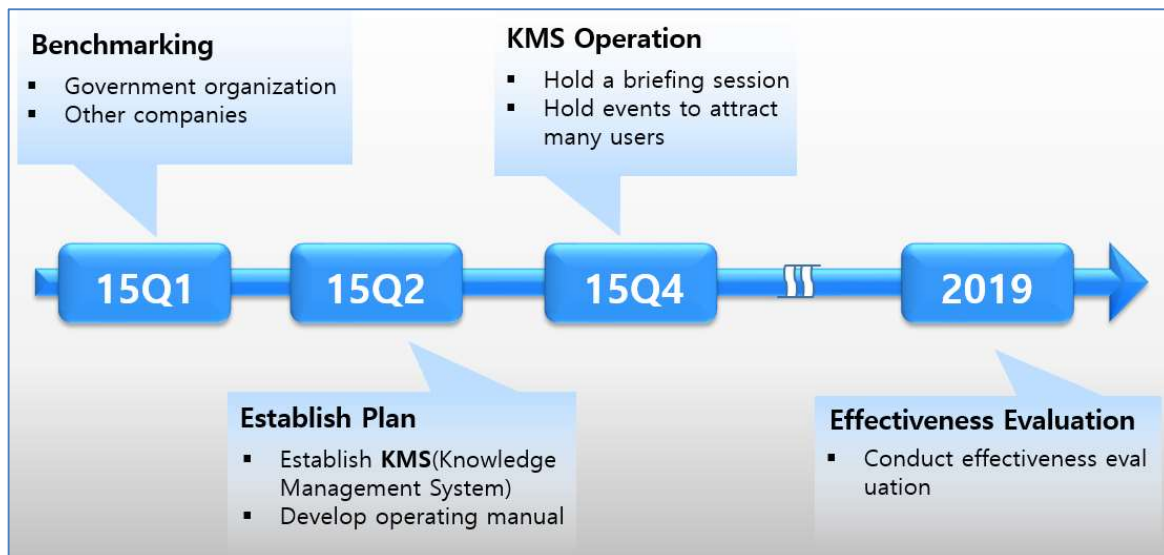 Benchmarking
▪ Government organization
▪ Other companies
KMS Operation
▪ Hold a briefing session
▪ Hold events to attract
many users
15Q1
15Q2
15Q4
2019
Establish Plan
▪ Establish KMS(Knowledge
Management System)
▪ Develop operating manual
Effectiveness Evaluation
▪ Conduct effectiveness eval
uation